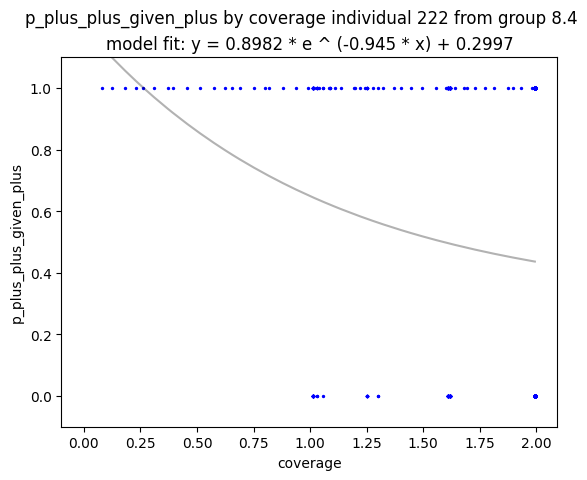 p_plus_plus_given_plus by coverage individual 222 from group 8.4
model fit: y = 0.8982 * e ^ (-0.945 * x) + 0.2997
p_plus_plus_given_plus
1.0
0.8
0.6
0.4
0.2
0.0
0.00 0.25 0.50 0.75 1.00 1.25 1.50 1.75 2.00
coverage